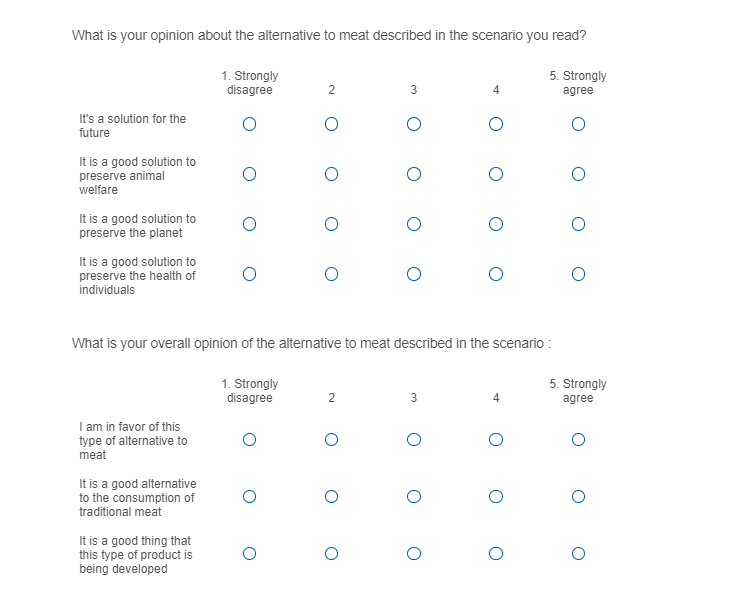 What is your opinion about the alternative to meat described in the scenario you read?
1. Strongly
disagree 2 3 4 5. Strongly
agree
It's a solution for the
future
It is a good solution to
preserve animal
welfare
It is a good solution to
preserve the planet
It is a good solution to
preserve the health of
individuals
What is your overall opinion of the alternative to meat described in the scenario :
1. Strongly
disagree 2 3 4 5. Strongly
agree
I am in favor of this
type of alternative to
meat
It is a good alternative
to the consumption of
traditional meat
It is a good thing that
this type of product is
being developed